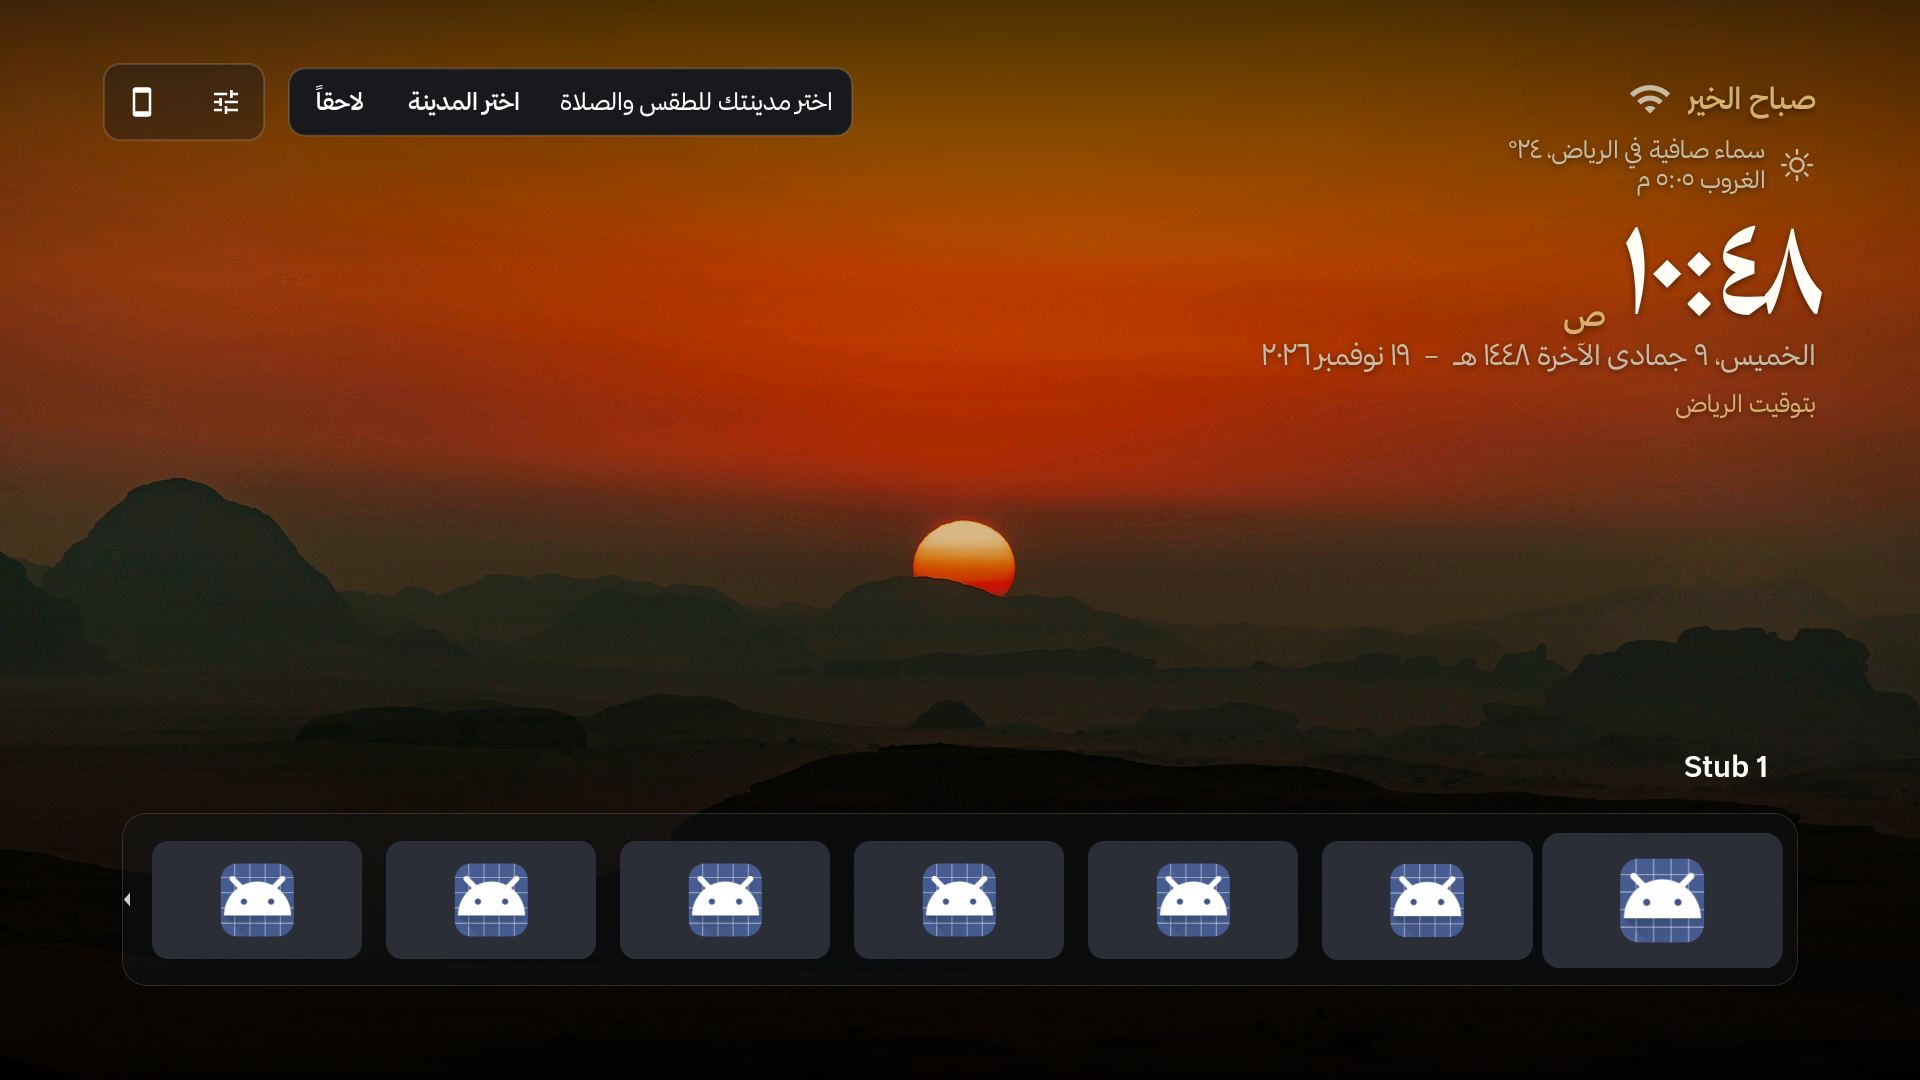 صباح الخير
سماء صافية في الرياض، ٢٤°
الغروب ٥:٠٥ م
١٠:٤٨ ص
الخميس، ٩ جمادى الآخرة ١٤٤٨ هـ – ١٩ نوفمبر ٢٠٢٦
بتوقيت الرياض
اختر مدينتك للطقس والصلاة
اختر المدينة
لاحقاً
Stub 1